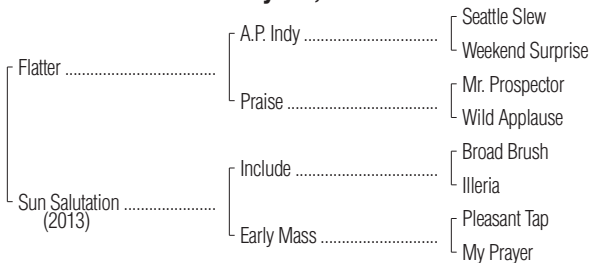 Seattle Slew
A.P. Indy ..............................
Weekend Surprise
Flatter ..................................
Mr. Prospector
Praise ..................................
Wild Applause
Broad Brush
Include ................................
Illeria
Sun Salutation .....................
(2013)
Pleasant Tap
Early Mass ...........................
My Prayer